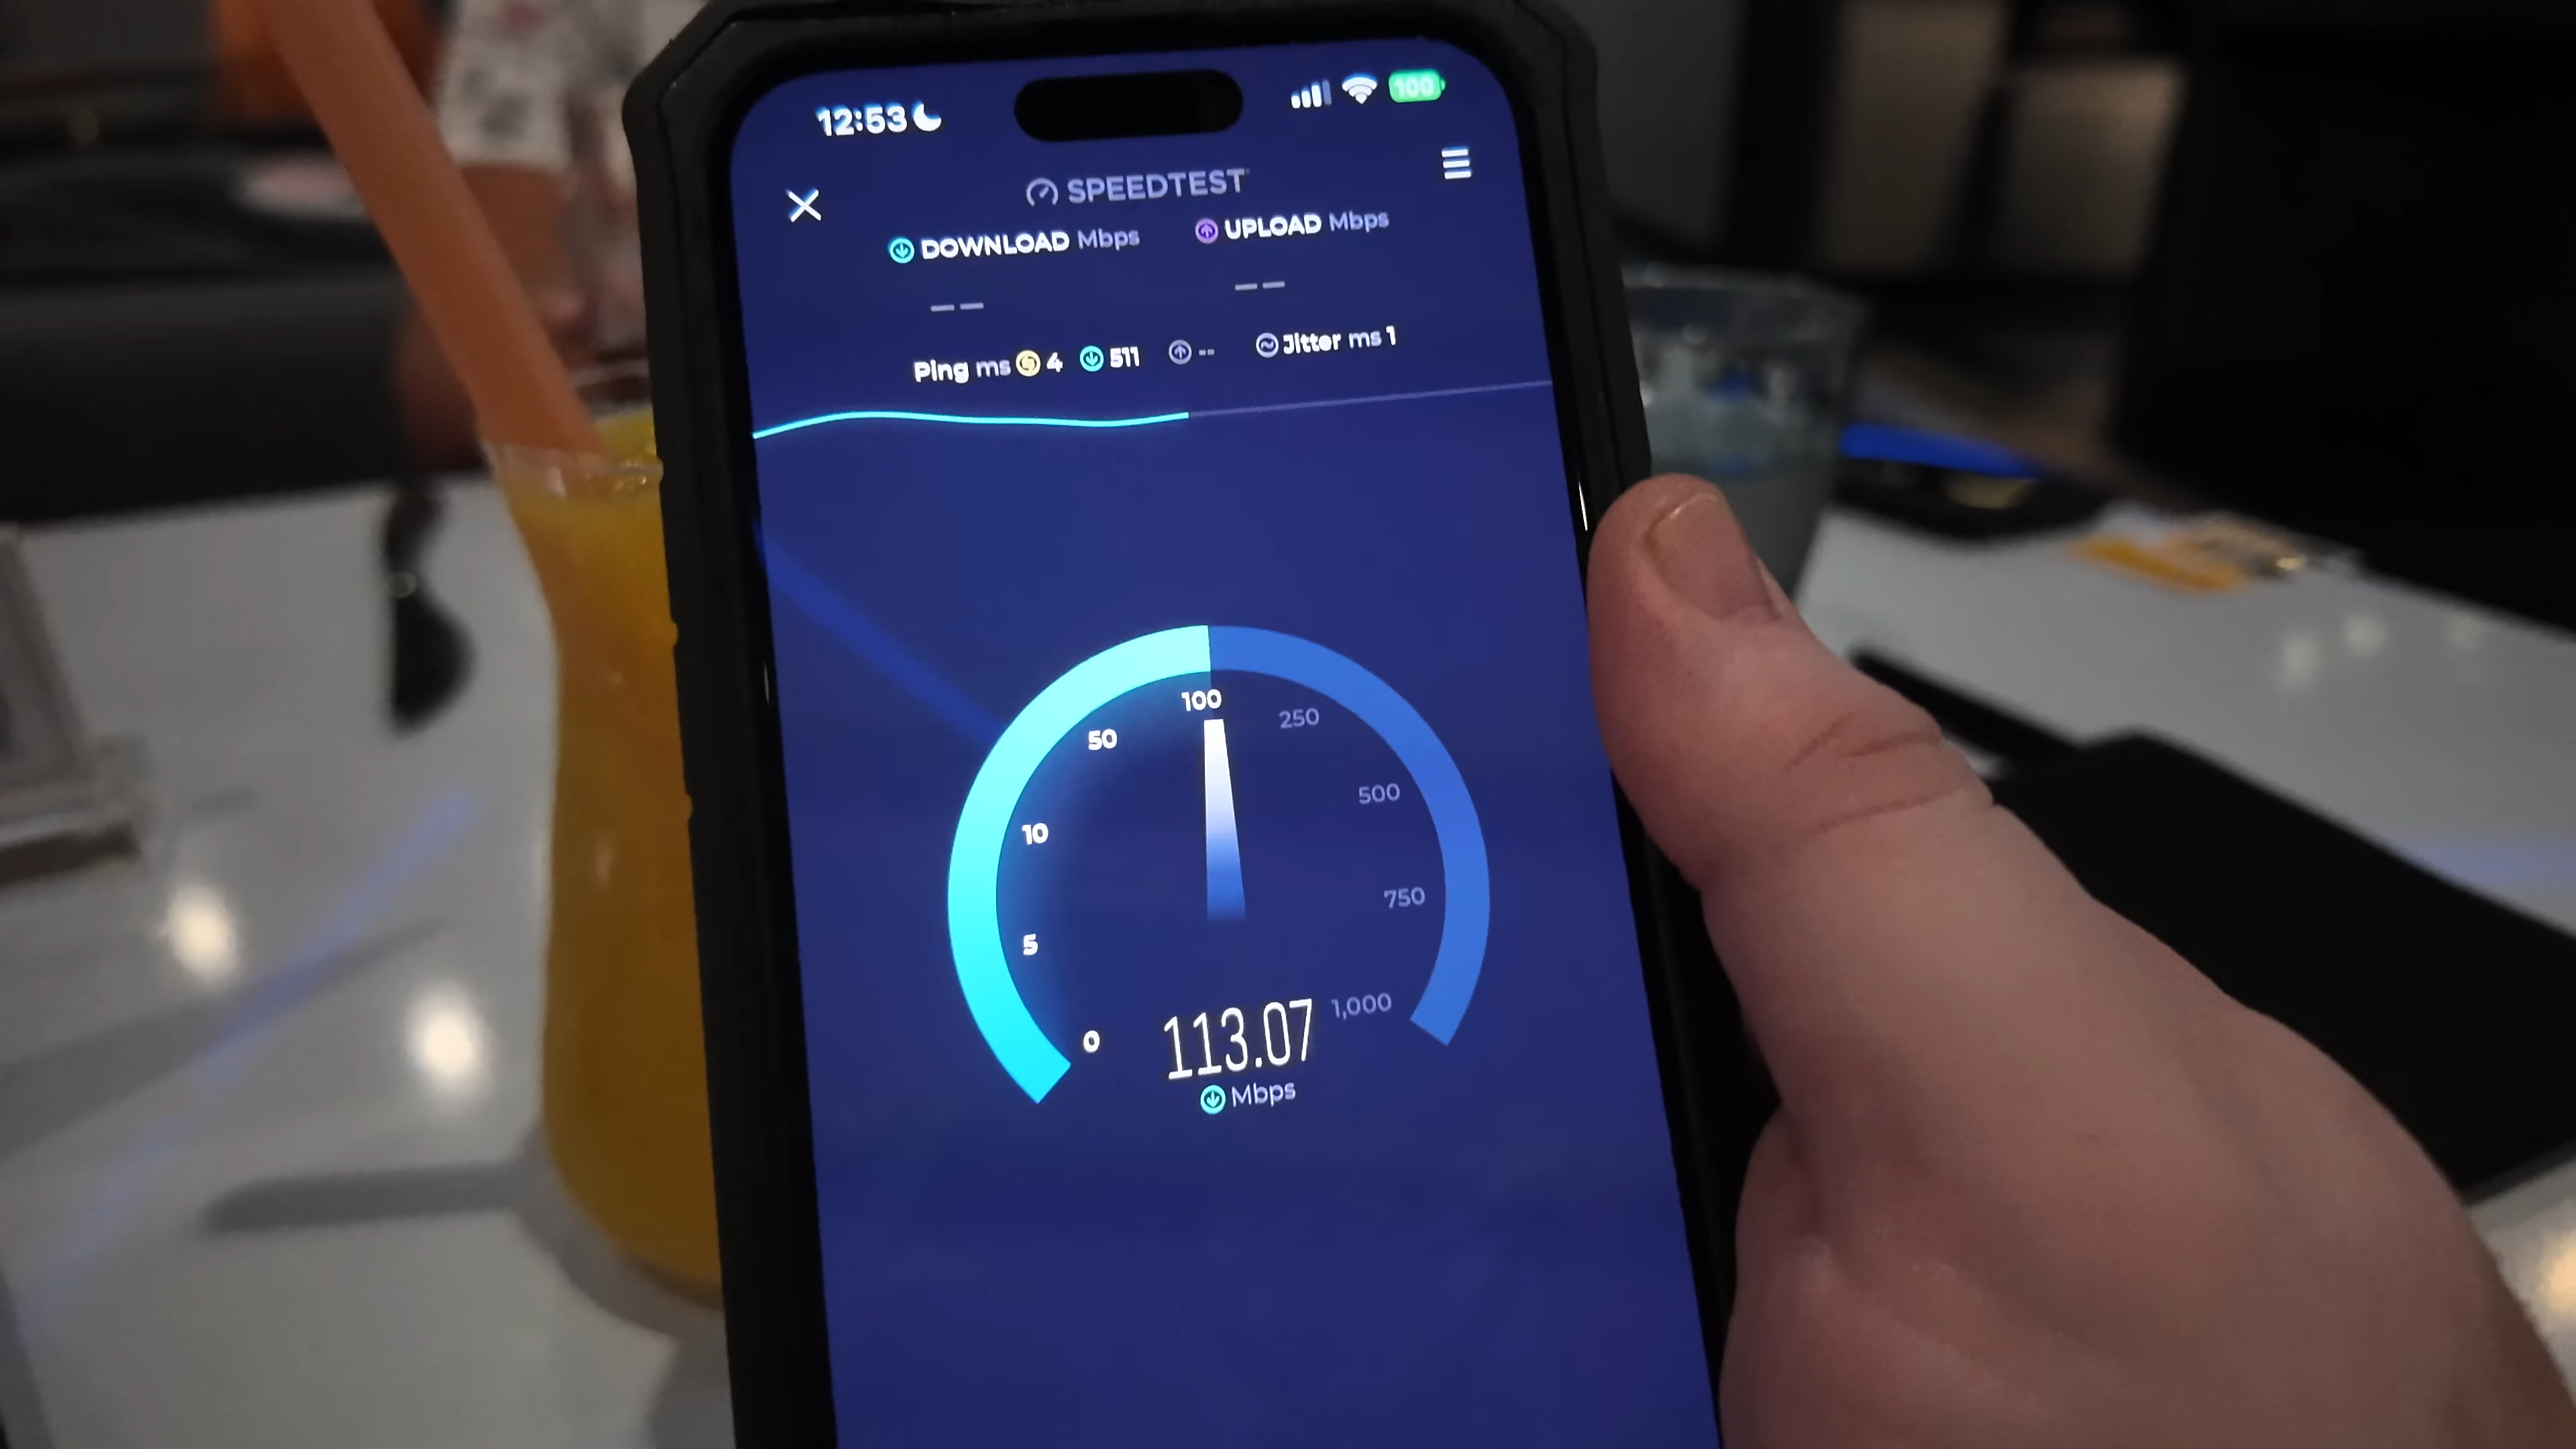 12:53
100
SPEEDTEST
DOWNLOAD Mbps
UPLOAD Mbps
-- --
Ping ms 4 511 -- Jitter ms 1
0
5
10
50
100
250
500
750
1,000
113.07
Mbps